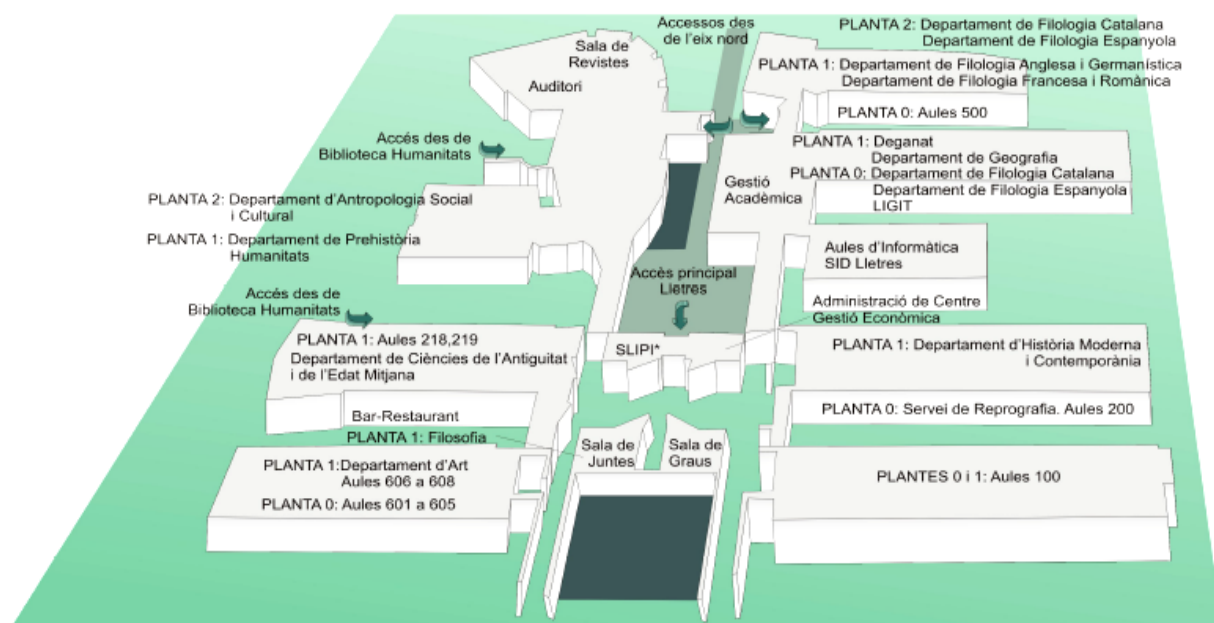 Accessos des
de l'eix nord
PLANTA 2: Departament de Filologia Catalana
Departament de Filologia Espanyola
Sala de
Revistes
Auditori
PLANTA 1: Departament de Filologia Anglesa i Germanística
Departament de Filologia Francesa i Romànica
PLANTA 0: Aules 500
Accés des de
Biblioteca Humanitats
PLANTA 1: Deganat
Departament de Geografia
PLANTA 0: Departament de Filologia Catalana
Departament de Filologia Espanyola
LIGIT
Gestió
Acadèmica
PLANTA 2: Departament d'Antropologia Social
i Cultural
PLANTA 1: Departament de Prehistòria
Humanitats
Aules d'Informàtica
SID Lletres
Accès principal
Lletres
Accés des de
Biblioteca Humanitats
Administració de Centre
Gestió Econòmica
PLANTA 1: Aules 218,219
Departament de Ciències de l'Antiguitat
i de l'Edat Mitjana
SLIPI*
PLANTA 1: Departament d'Història Moderna
i Contemporània
Bar-Restaurant
PLANTA 0: Servei de Reprografia. Aules 200
PLANTA 1: Filosofia
Sala de
Juntes
Sala de
Graus
PLANTA 1:Departament d'Art
Aules 606 a 608
PLANTA 0: Aules 601 a 605
PLANTES 0 i 1: Aules 100